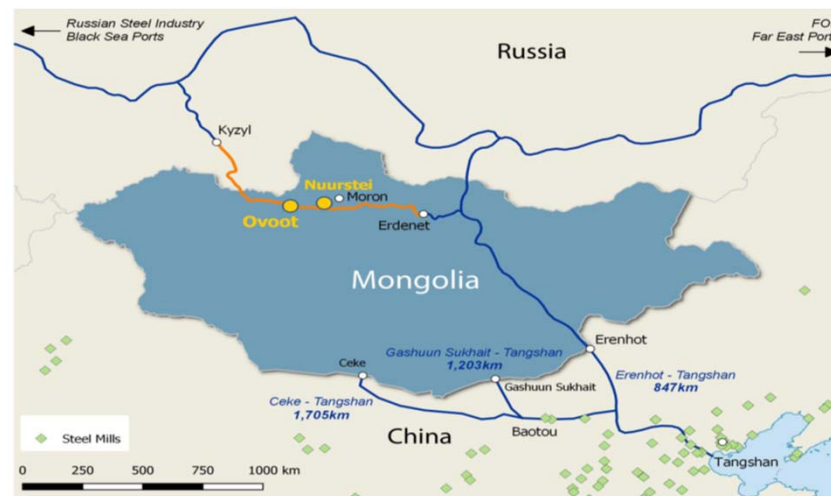 Russian Steel Industry
Black Sea Ports
Russia
Far East
Kyzyl
Nuurstei
Moron
Ovoot
Erdenet
Mongolia
Erenhot
Gashuun Sukhait - Tangshan
1,203km
Ceke
Gashuun Sukhait
Erenhot - Tangshan
847km
Ceke - Tangshan
1,705km
Steel Mills
China
Baotou
Tangshan
0 250 500 750 1000 km